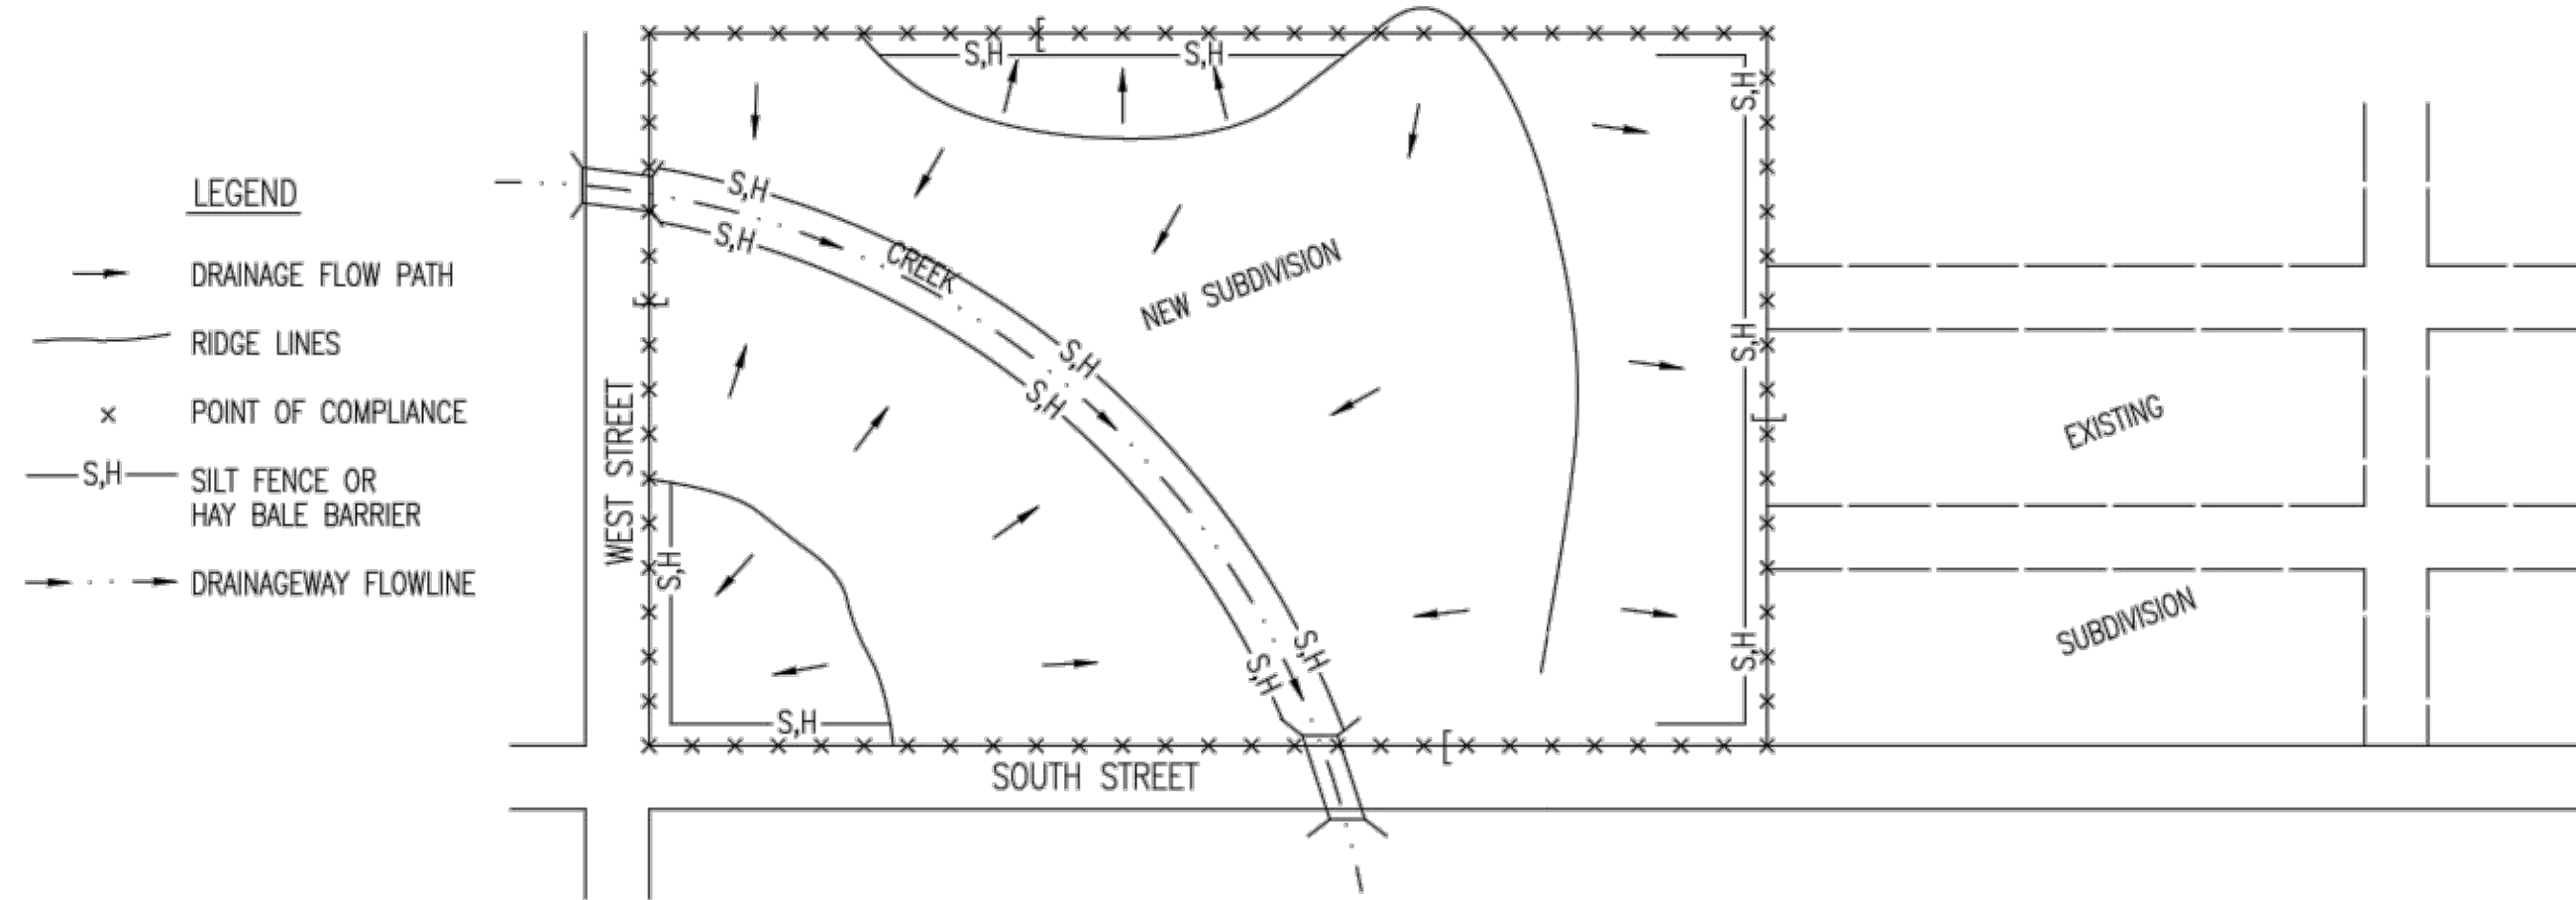 LEGEND
DRAINAGE FLOW PATH
RIDGE LINES
POINT OF COMPLIANCE
S,H
SILT FENCE OR
HAY BALE BARRIER
DRAINAGEWAY FLOWLINE
S,H
S,H
S,H
S,H
S,H
CREEK
NEW SUBDIVISION
S,H
S,H
S,H
WEST STREET
EXISTING
S,H
SUBDIVISION
S,H
S,H
S,H
S,H
SOUTH STREET